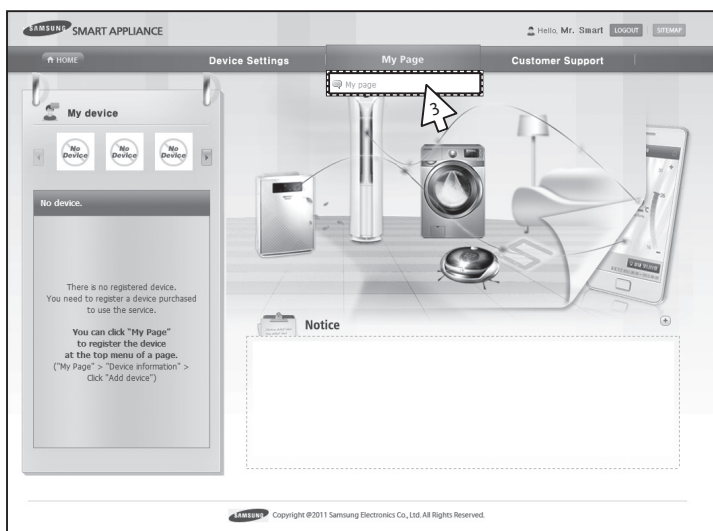 SAMSUNG SMART APPLIANCE
Hello, Mr. Smart LOGOUT SITEMAP
HOME Device Settings My Page Customer Support
My page
3
My device
No Device No Device No Device
No device.
There is no registered device.
You need to register a device purchased
to use the service.
You can click "My Page"
to register the device
at the top menu of a page.
("My Page" > "Device information" >
Click "Add device")
Notice
SAMSUNG Copyright @2011 Samsung Electronics Co., Ltd. All Rights Reserved.